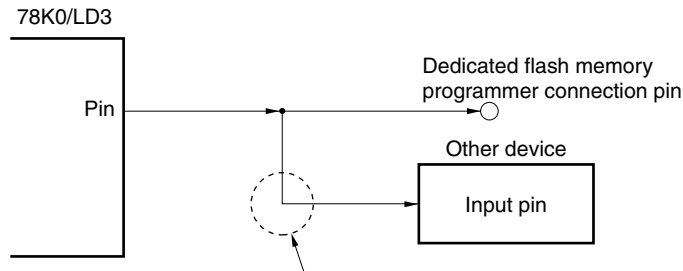 78K0/LD3
Pin
Dedicated flash memory
programmer connection pin
Other device
Input pin